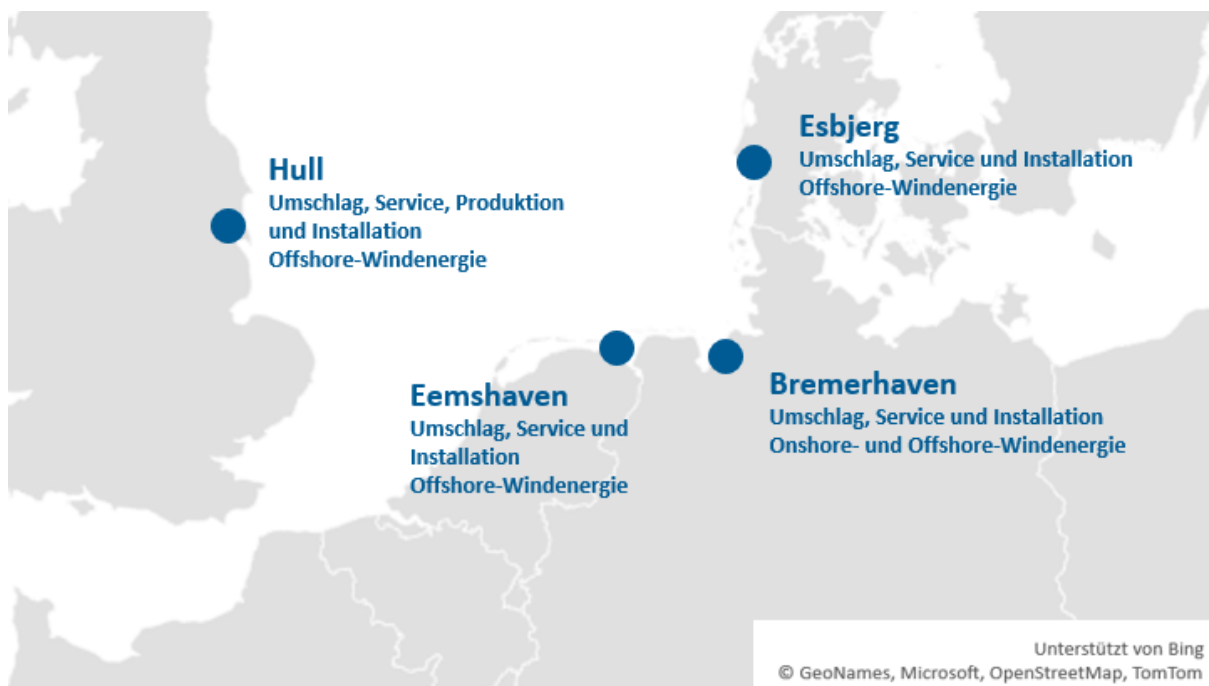 Esbjerg
Umschlag, Service und Installation
Offshore-Windenergie
Hull
Umschlag, Service, Produktion
und Installation
Offshore-Windenergie
Eemshaven
Umschlag, Service und
Installation
Offshore-Windenergie
Bremerhaven
Umschlag, Service und Installation
Onshore- und Offshore-Windenergie
Unterstützt von Bing
© GeoNames, Microsoft, OpenStreetMap, TomTom